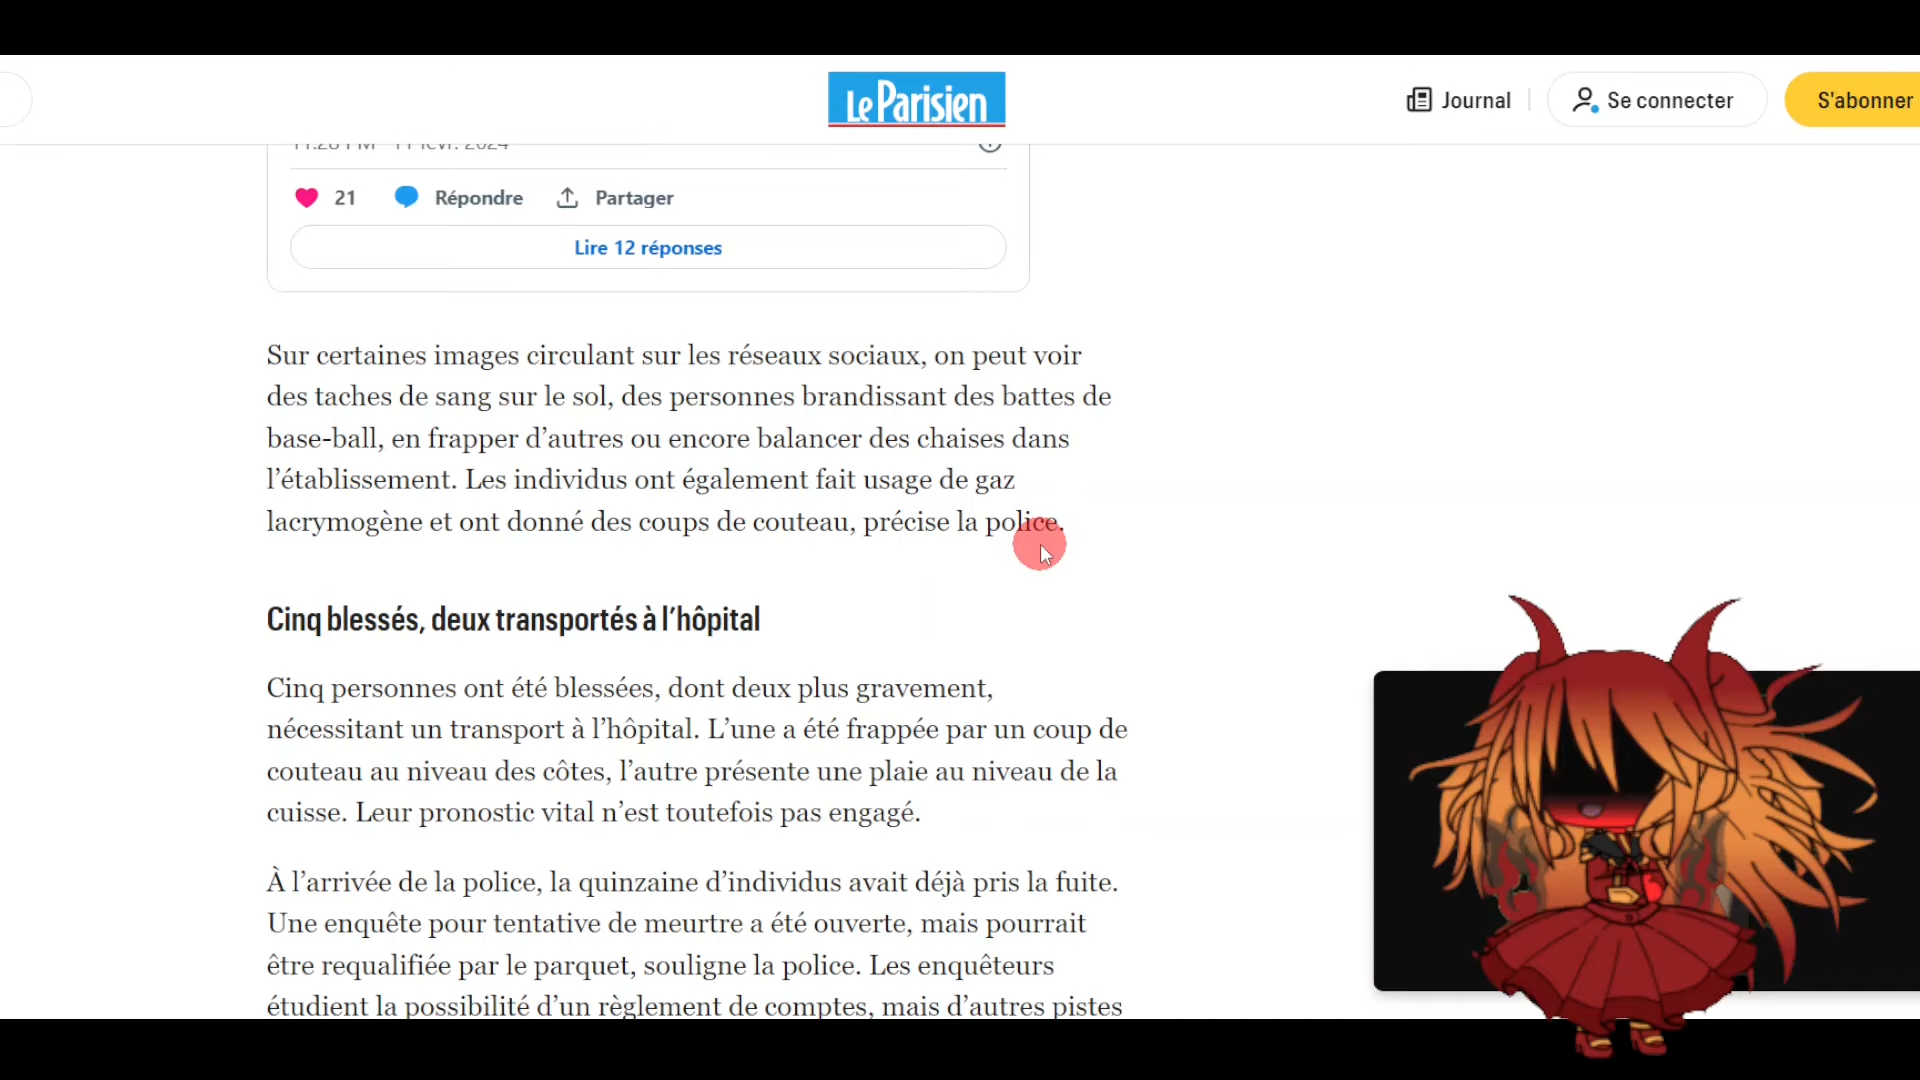 Le Parisien
Journal
Se connecter
S'abonner
11:28 PM
11 févr. 2024
21
Répondre
Partager
Lire 12 réponses
Sur certaines images circulant sur les réseaux sociaux, on peut voir
des taches de sang sur le sol, des personnes brandissant des battes de
base-ball, en frapper d’autres ou encore balancer des chaises dans
l’établissement. Les individus ont également fait usage de gaz
lacrymogène et ont donné des coups de couteau, précise la police.
Cinq blessés, deux transportés à l’hôpital
Cinq personnes ont été blessées, dont deux plus gravement,
nécessitant un transport à l’hôpital. L’une a été frappée par un coup de
couteau au niveau des côtes, l’autre présente une plaie au niveau de la
cuisse. Leur pronostic vital n’est toutefois pas engagé.
À l’arrivée de la police, la quinzaine d’individus avait déjà pris la fuite.
Une enquête pour tentative de meurtre a été ouverte, mais pourrait
être requalifiée par le parquet, souligne la police. Les enquêteurs
étudient la possibilité d’un règlement de comptes, mais d’autres pistes